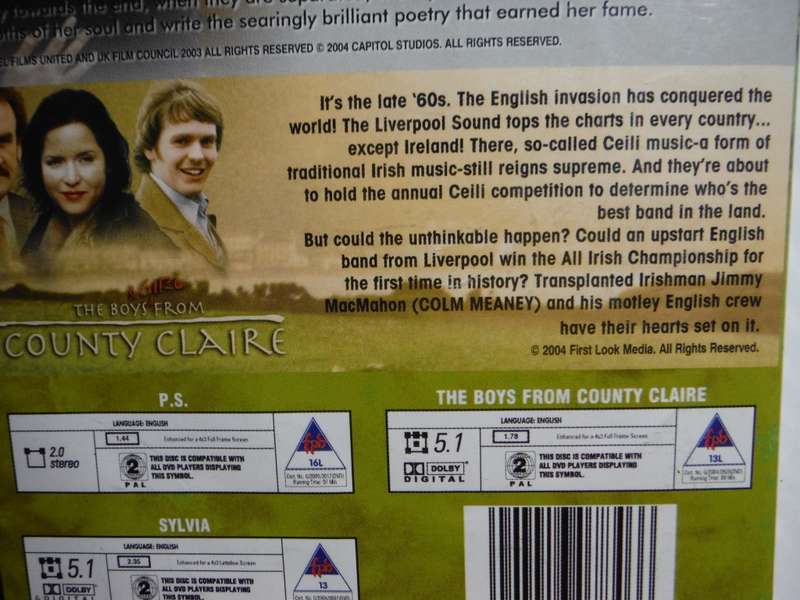 towards the end, when they are
of her soul and write the searingly brilliant poetry that earned her fame.
FILMS UNITED AND UK FILM COUNCIL 2003 ALL RIGHTS RESERVED © 2004 CAPITOL STUDIOS. ALL RIGHTS RESERVED.
It's the late '60s. The English invasion has conquered the
world! The Liverpool Sound tops the charts in every country...
except Ireland! There, so-called Ceili music-a form of
traditional Irish music-still reigns supreme. And they're about
to hold the annual Ceili competition to determine who's the
best band in the land.
But could the unthinkable happen? Could an upstart English
band from Liverpool win the All Irish Championship for
the first time in history? Transplanted Irishman Jimmy
MacMahon (COLM MEANEY) and his motley English crew
have their hearts set on it.
© 2004 First Look Media. All Rights Reserved.
THE BOYS FROM
COUNTY CLAIRE
P.S.
LANGUAGE: ENGLISH
1.44 Enhanced for a 4x3 Full Frame Screen
2.0
stereo
2
PAL
THIS DISC IS COMPATIBLE WITH
ALL DVD PLAYERS DISPLAYING
THIS SYMBOL.
fpb
16L
THE BOYS FROM COUNTY CLAIRE
LANGUAGE: ENGLISH
1.78 Enhanced for a 4x3 Full Frame Screen
5.1
DOLBY
DIGITAL
2
PAL
THIS DISC IS COMPATIBLE WITH
ALL DVD PLAYERS DISPLAYING
THIS SYMBOL.
fpb
13L
SYLVIA
LANGUAGE: ENGLISH
2.35 Enhanced for a 4x3 Letterbox Screen
5.1
DOLBY
DIGITAL
2
THIS DISC IS COMPATIBLE WITH
ALL DVD PLAYERS DISPLAYING
THIS SYMBOL.
fpb
13